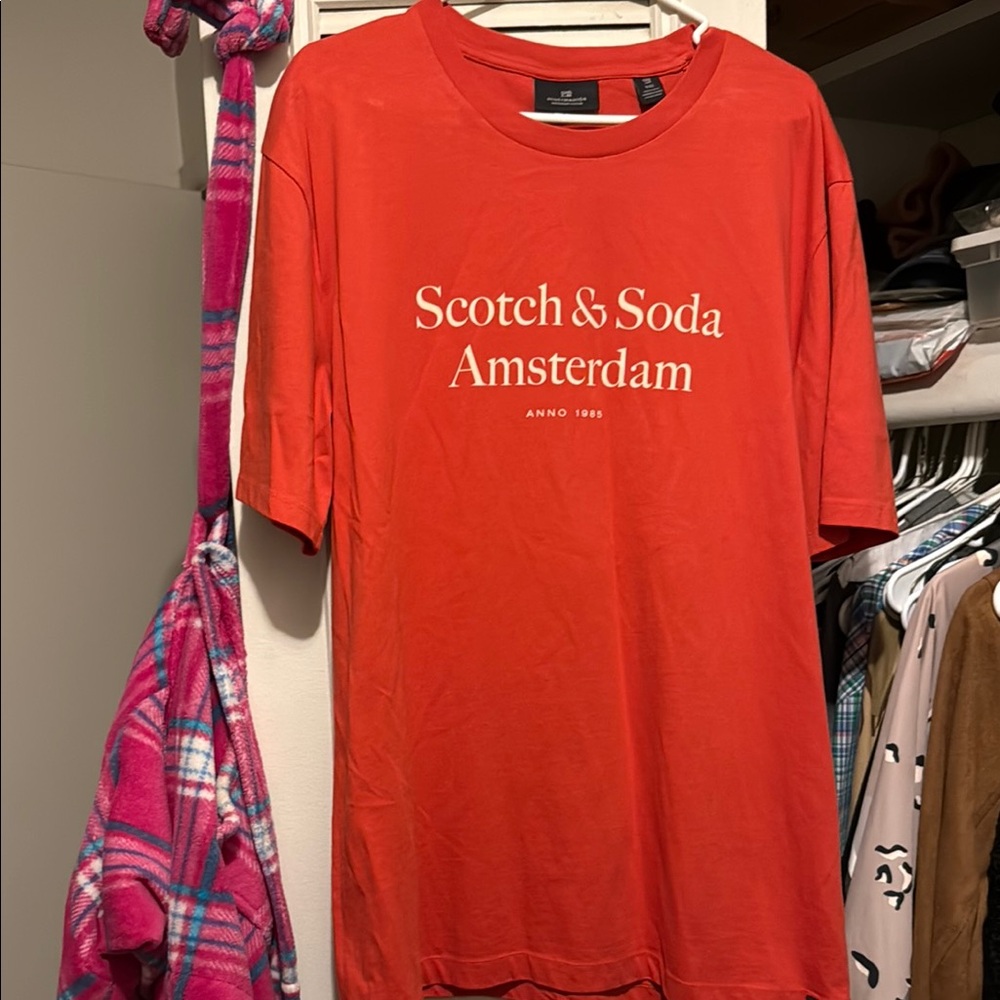 Scotch & Soda
Amsterdam
ANNO 1985